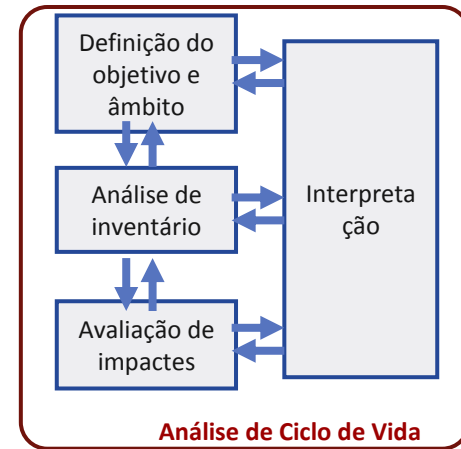 Definição do
objetivo e
âmbito
Análise de
inventário
Avaliação de
impactes
Interpreta
ção
Análise de Ciclo de Vida